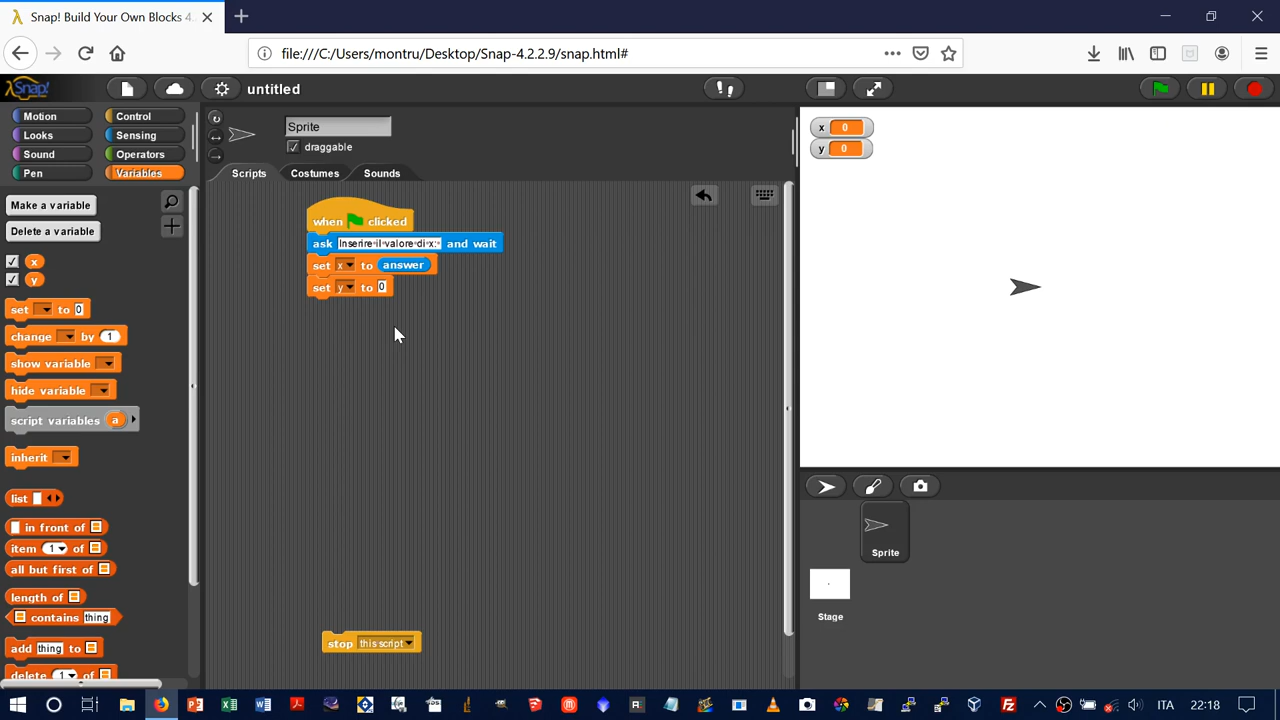 Snap! Build Your Own Blocks 4.
file:///C:/Users/montru/Desktop/Snap-4.2.2.9/snap.html#
Snap!
untitled
Motion
Control
Looks
Sensing
Sound
Operators
Pen
Variables
Sprite
draggable
Scripts
Costumes
Sounds
Make a variable
Delete a variable
x
y
set to 0
change by 1
show variable
hide variable
script variables a
inherit
list
in front of
item 1 of
all but first of
length of
contains thing
add thing to
delete 1 of
when clicked
ask Inserire·il·valore·di·x:· and wait
set x to answer
set y to 0
stop this script
x 0
y 0
Sprite
Stage
ITA
22:18